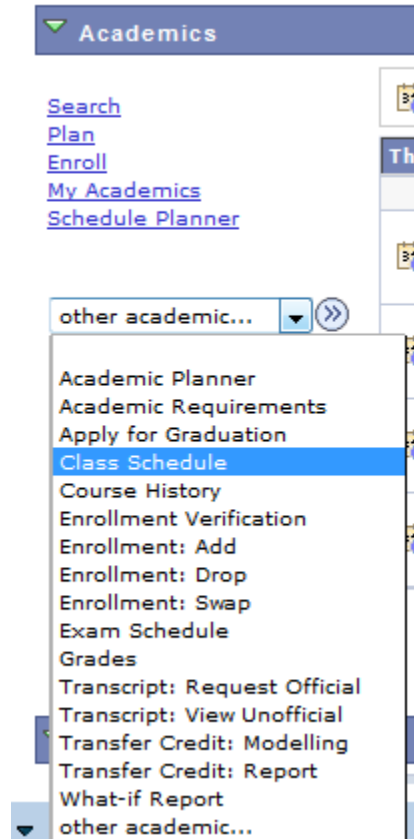 Academics
Search
Plan
Enroll
My Academics
Schedule Planner
Th
other academic...
Academic Planner
Academic Requirements
Apply for Graduation
Class Schedule
Course History
Enrollment Verification
Enrollment: Add
Enrollment: Drop
Enrollment: Swap
Exam Schedule
Grades
Transcript: Request Official
Transcript: View Unofficial
Transfer Credit: Modelling
Transfer Credit: Report
What-if Report
other academic...